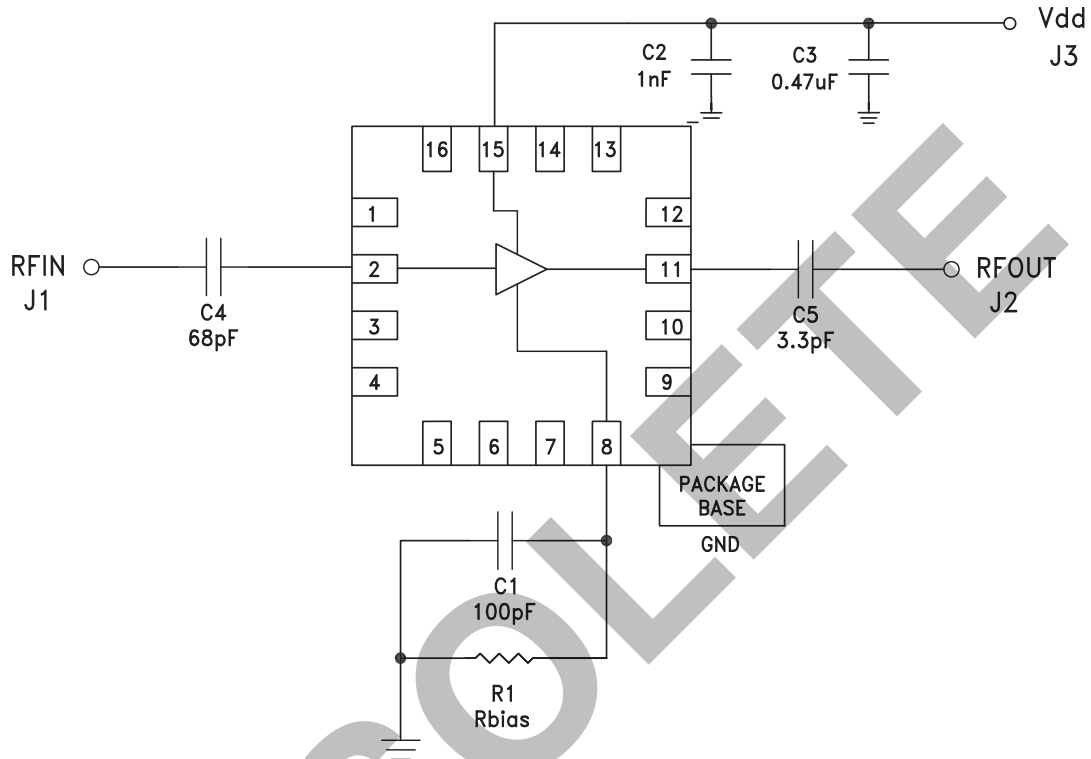 Vdd
J3
C2
1nF
C3
0.47uF
16
15
14
13
1
12
RFIN
J1
C4
68pF
2
11
RFOUT
J2
C5
3.3pF
3
10
4
9
5
6
7
8
PACKAGE
BASE
GND
C1
100pF
R1
Rbias
OLETE